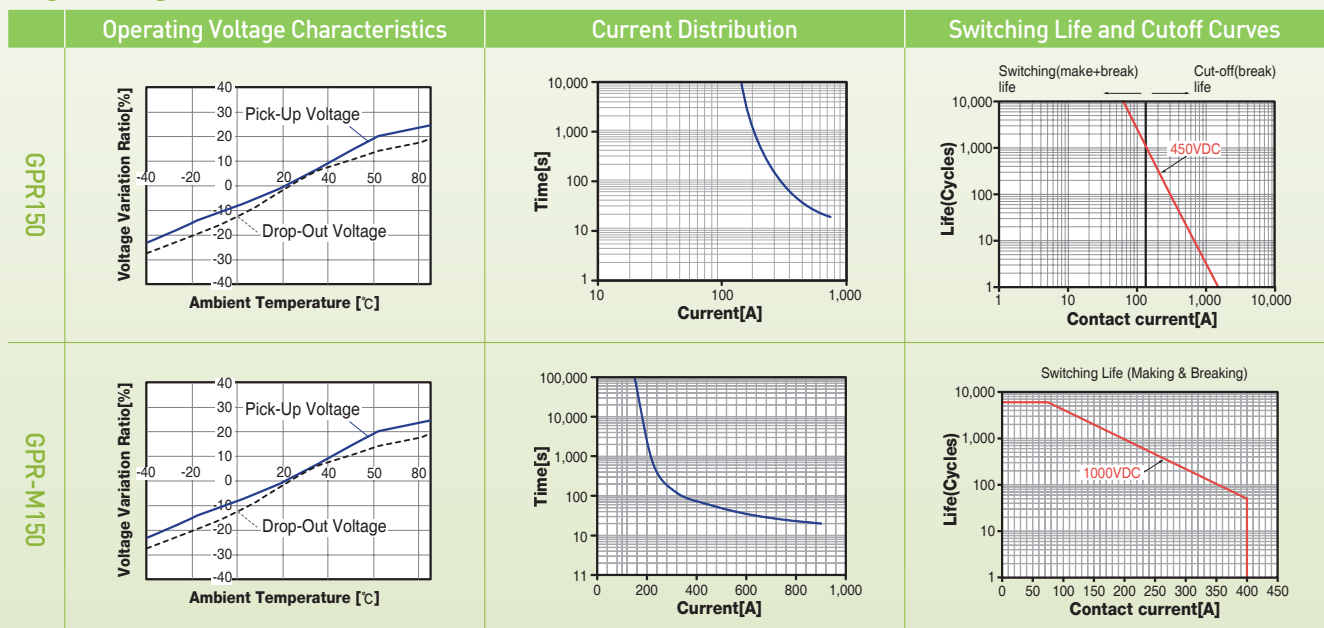 Operating Voltage Characteristics
Current Distribution
Switching Life and Cutoff Curves
GPR150
Voltage Variation Ratio[%]
40
30
20
10
0
-10
-20
-30
-40
-40 -20 20 40 60 80
Pick-Up Voltage
Drop-Out Voltage
Ambient Temperature [℃]
Time[s]
10,000
1,000
100
10
1
10 100 1,000
Current[A]
Switching(make+break)
life
Cut-off(break)
life
Life(Cycles)
10,000
1,000
100
10
1
450VDC
1 10 100 1,000 10,000
Contact current[A]
GPR-M150
Voltage Variation Ratio[%]
40
30
20
10
0
-10
-20
-30
-40
-40 -20 20 40 60 80
Pick-Up Voltage
Drop-Out Voltage
Ambient Temperature [℃]
Time[s]
100,000
10,000
1,000
100
10
11
0 200 400 600 800 1,000
Current[A]
Switching Life (Making & Breaking)
Life(Cycles)
10,000
1,000
100
10
1
1000VDC
0 50 100 150 200 250 300 350 400 450
Contact current[A]